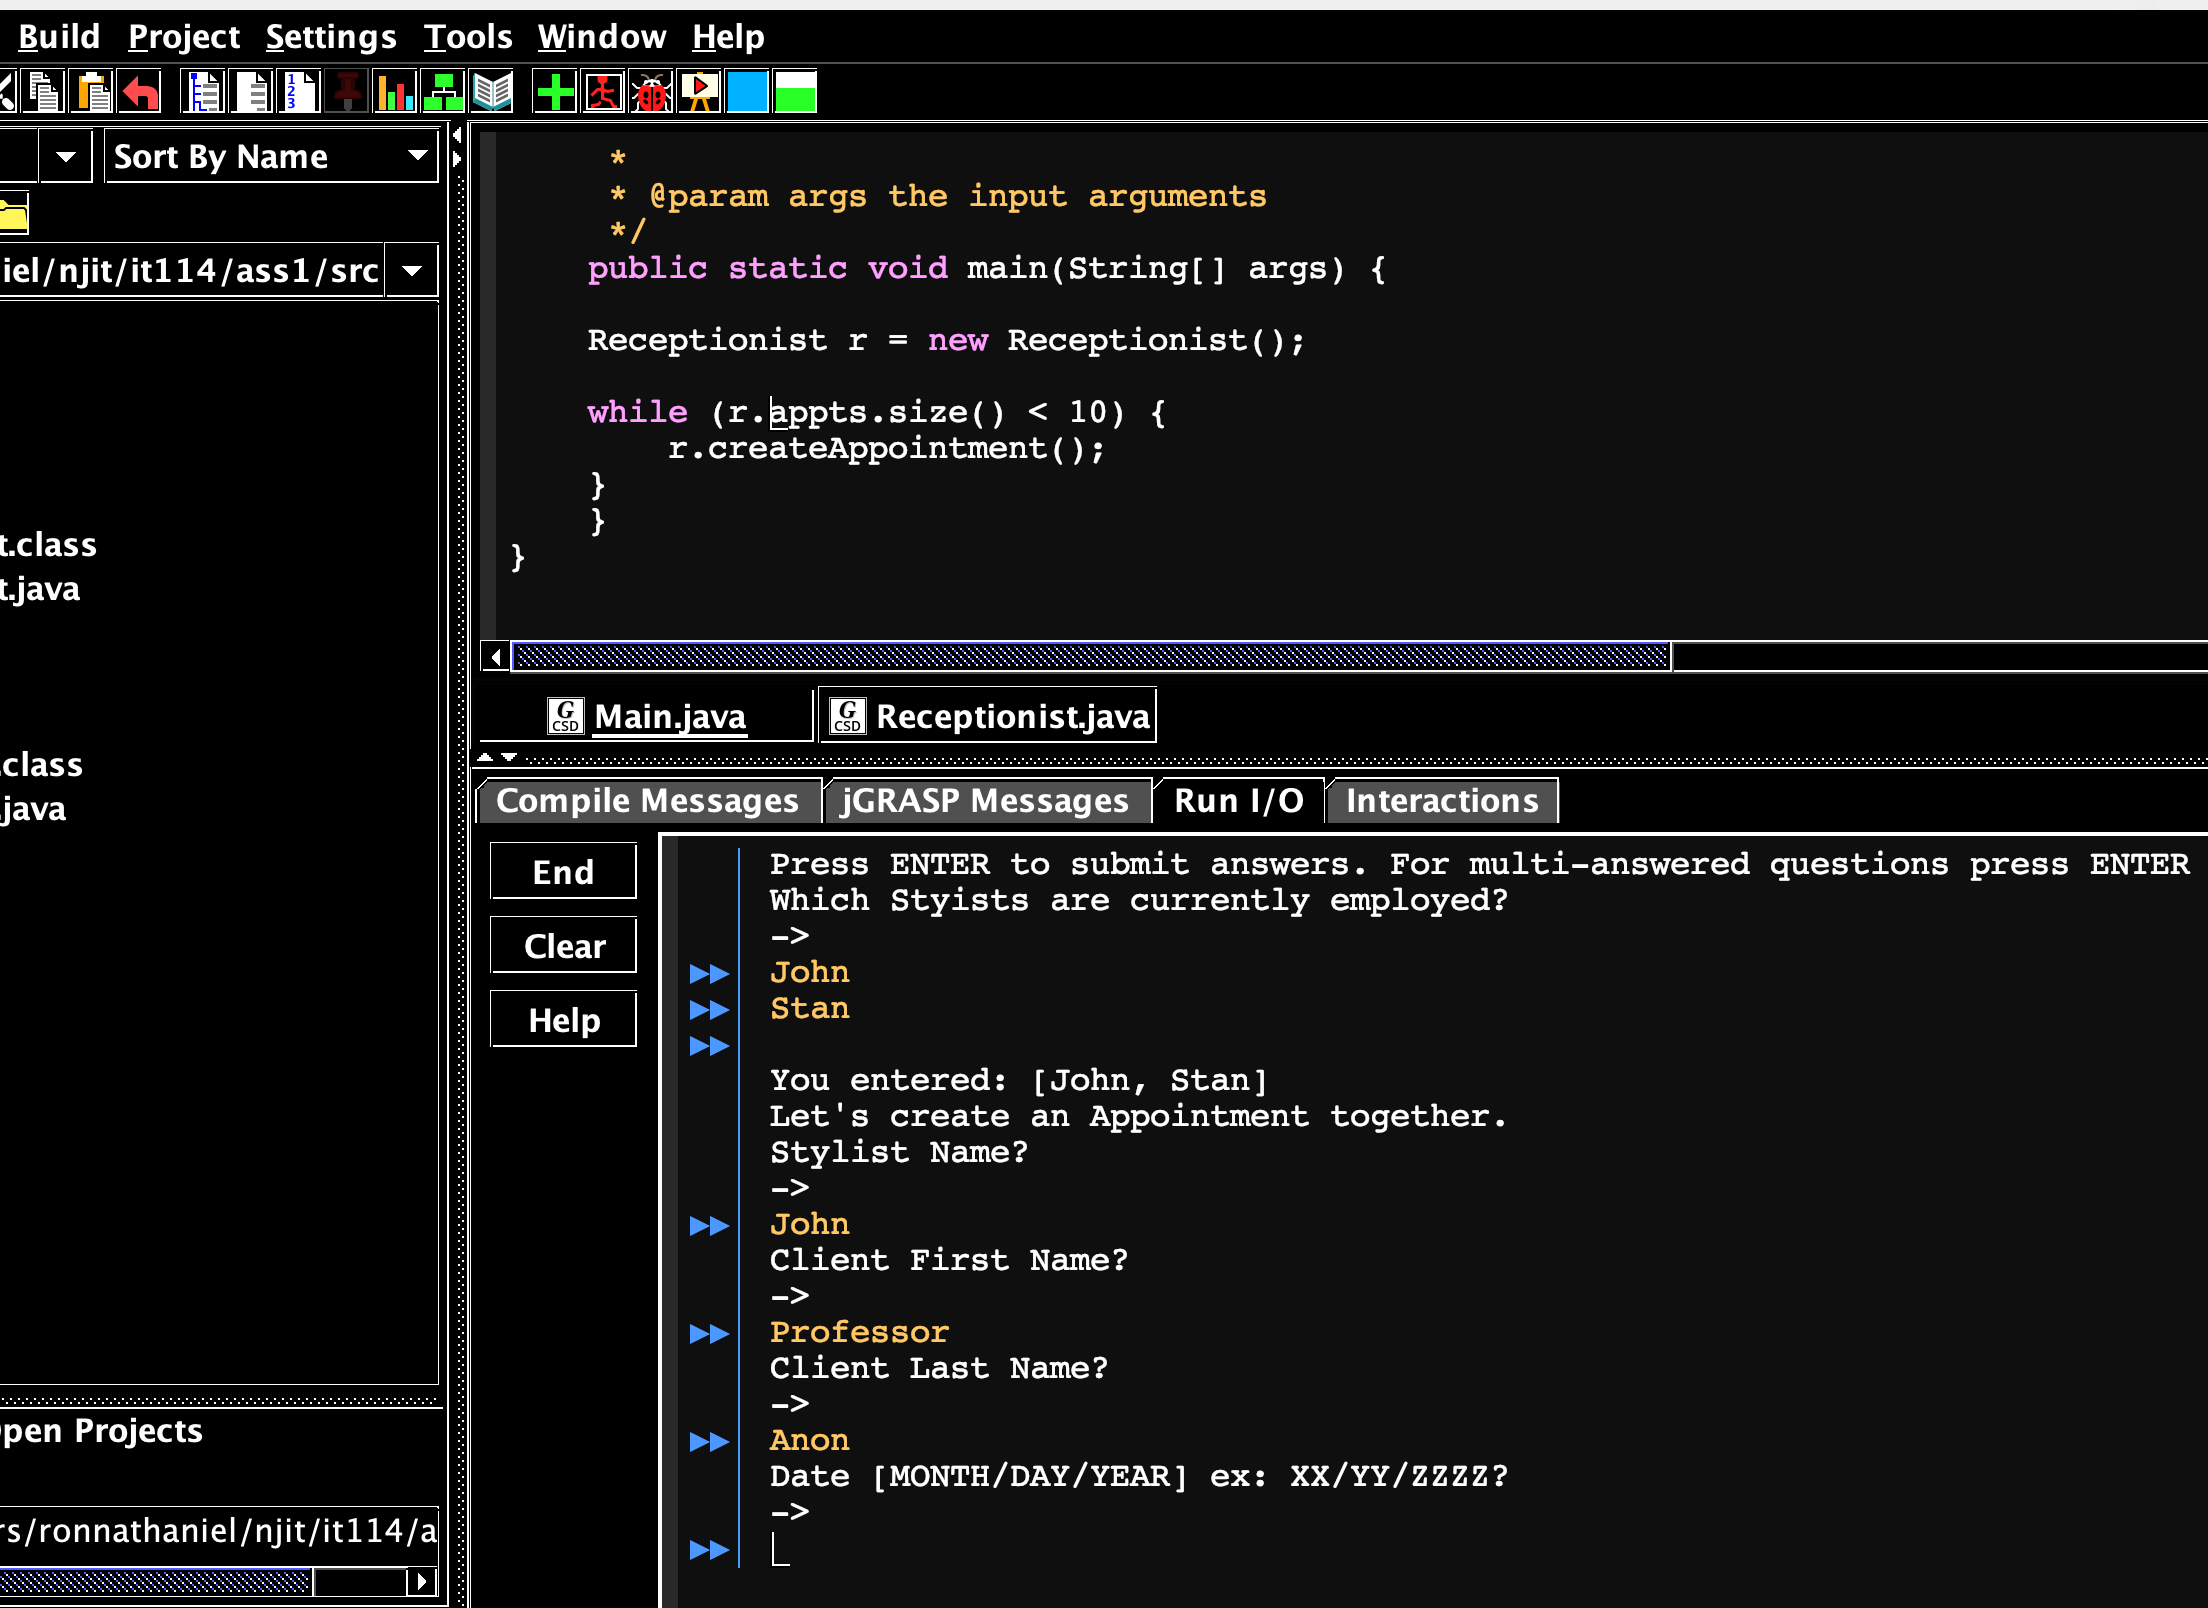 Build Project Settings Tools Window Help
Sort By Name
iel/njit/it114/ass1/src
t.class
t.java
.class
.java
pen Projects
rs/ronnathaniel/njit/it114/a
*
* @param args the input arguments
*/
public static void main(String[] args) {
Receptionist r = new Receptionist();
while (r.appts.size() < 10) {
r.createAppointment();
}
}
}
Main.java Receptionist.java
Compile Messages jGRASP Messages Run I/O Interactions
End
Clear
Help
Press ENTER to submit answers. For multi-answered questions press ENTER
Which Styists are currently employed?
->
John
Stan
You entered: [John, Stan]
Let's create an Appointment together.
Stylist Name?
->
John
Client First Name?
->
Professor
Client Last Name?
->
Anon
Date [MONTH/DAY/YEAR] ex: XX/YY/ZZZZ?
->